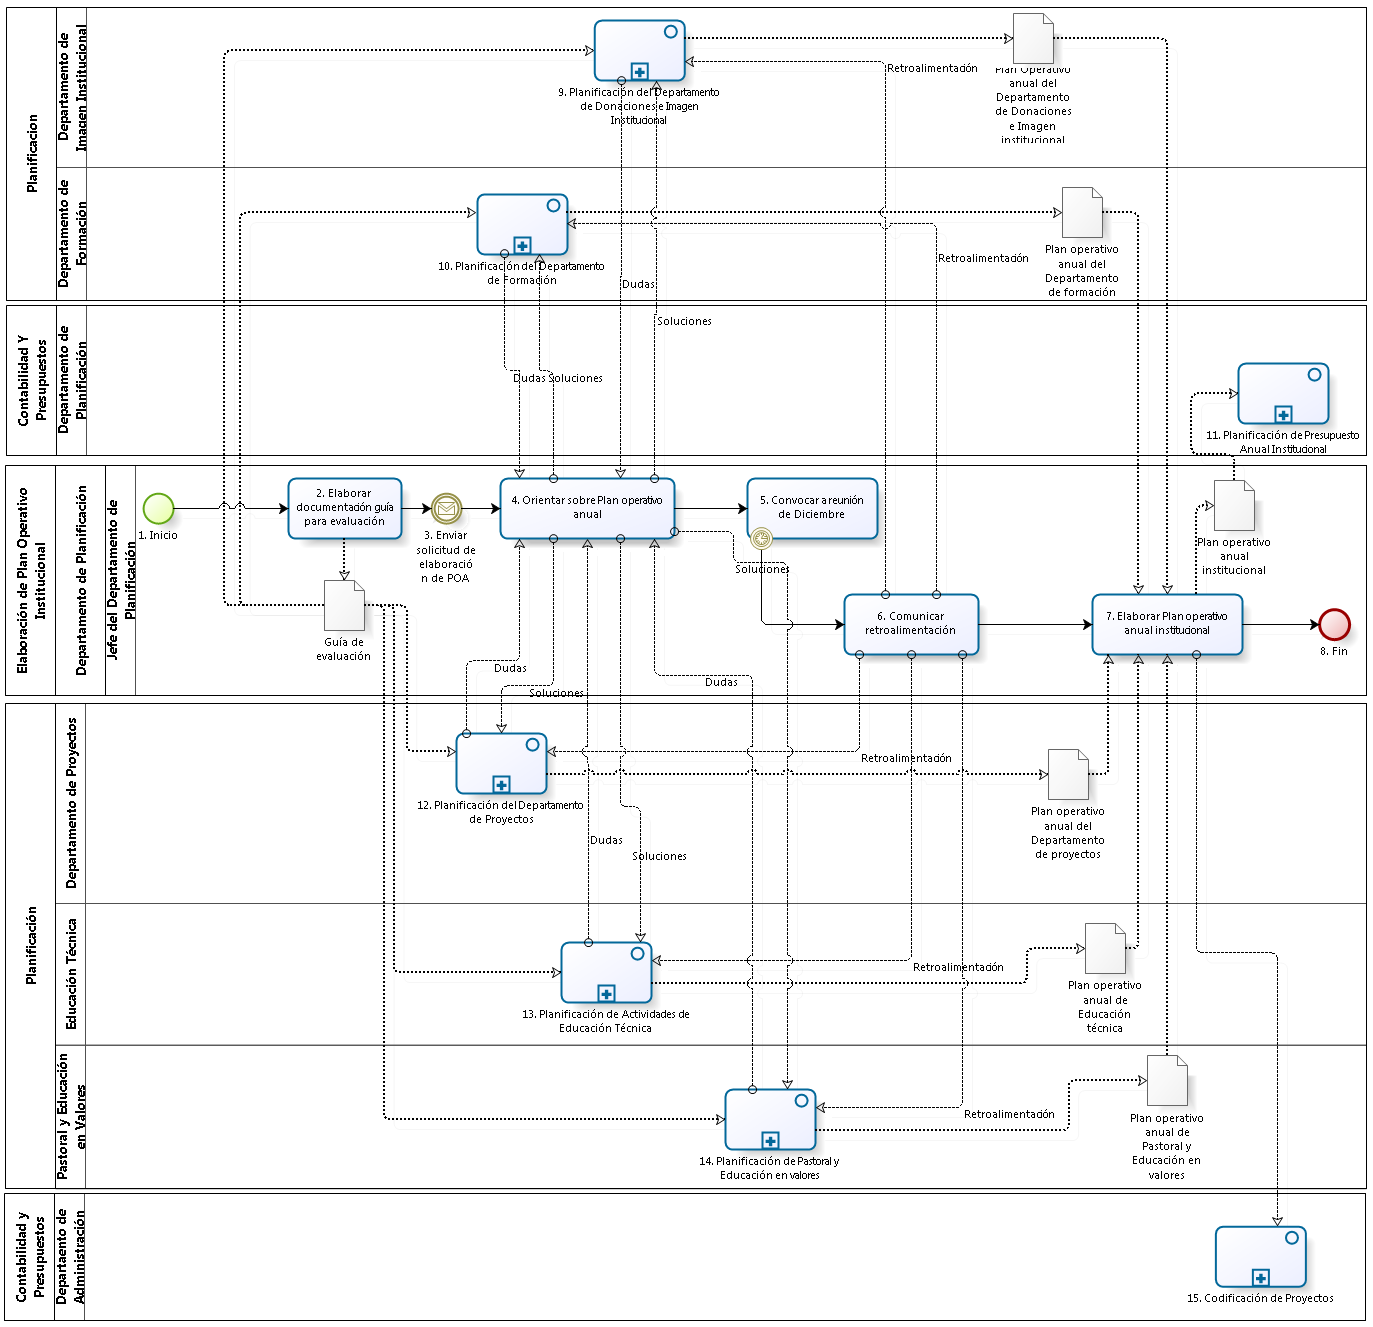 Planificacion
Departamento de
Imagen Institucional
9. Planificación del Departamento
de Donaciones e Imagen
Institucional
Retroalimentación
Plan Operativo
anual del
Departamento
de Donaciones
e Imagen
institucional
Departamento de
Formación
10. Planificación del Departamento
de Formación
Retroalimentación
Plan operativo
anual del
Departamento
de formación
Dudas
Soluciones
Contabilidad Y
Presupuestos
Departamento de
Planificación
Dudas
Soluciones
11. Planificación de Presupuesto
Anual Institucional
Elaboración de Plan Operativo
Institucional
Departamento de Planificación
Jefe del Departamento de
Planificación
1. Inicio
2. Elaborar
documentación guía
para evaluación
3. Enviar
solicitud de
elaboració
n de POA
4. Orientar sobre Plan operativo
anual
5. Convocar a reunión
de Diciembre
Soluciones
Plan operativo
anual
institucional
Guía de
evaluación
6. Comunicar
retroalimentación
7. Elaborar Plan operativo
anual institucional
8. Fin
Dudas
Soluciones
Dudas
Planificación
Departamento de Proyectos
12. Planificación del Departamento
de Proyectos
Retroalimentación
Plan operativo
anual del
Departamento
de proyectos
Dudas
Soluciones
Educación Técnica
13. Planificación de Actividades de
Educación Técnica
Retroalimentación
Plan operativo
anual de
Educación
técnica
Pastoral y Educación
en Valores
14. Planificación de Pastoral y
Educación en valores
Retroalimentación
Plan operativo
anual de
Pastoral y
Educación en
valores
Contabilidad y
Presupuestos
Departaento de
Administración
15. Codificación de Proyectos